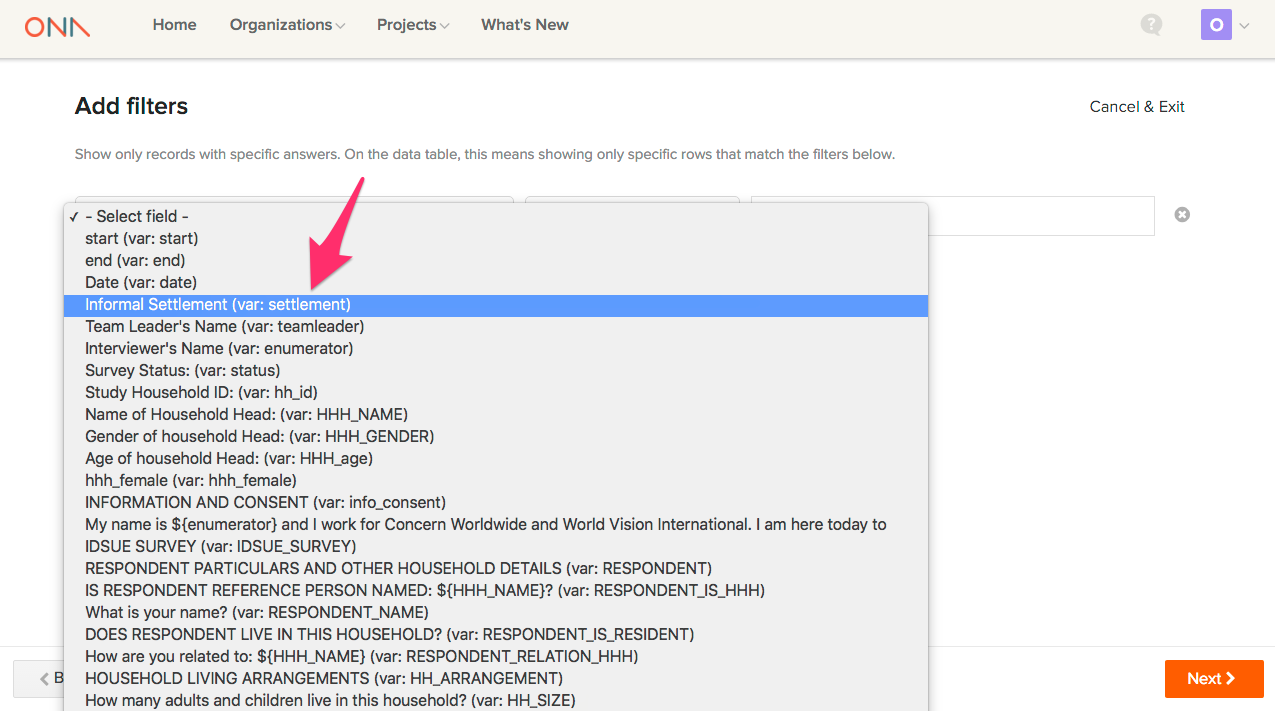 ONA Home Organizations Projects What's New ? O
Add filters
Cancel & Exit
Show only records with specific answers. On the data table, this means showing only specific rows that match the filters below.
✓ - Select field -
start (var: start)
end (var: end)
Date (var: date)
Informal Settlement (var: settlement)
Team Leader's Name (var: teamleader)
Interviewer's Name (var: enumerator)
Survey Status: (var: status)
Study Household ID: (var: hh_id)
Name of Household Head: (var: HHH_NAME)
Gender of household Head: (var: HHH_GENDER)
Age of household Head: (var: HHH_age)
hhh_female (var: hhh_female)
INFORMATION AND CONSENT (var: info_consent)
My name is ${enumerator} and I work for Concern Worldwide and World Vision International. I am here today to
IDSUE SURVEY (var: IDSUE_SURVEY)
RESPONDENT PARTICULARS AND OTHER HOUSEHOLD DETAILS (var: RESPONDENT)
IS RESPONDENT REFERENCE PERSON NAMED: ${HHH_NAME}? (var: RESPONDENT_IS_HHH)
What is your name? (var: RESPONDENT_NAME)
DOES RESPONDENT LIVE IN THIS HOUSEHOLD? (var: RESPONDENT_IS_RESIDENT)
How are you related to: ${HHH_NAME} (var: RESPONDENT_RELATION_HHH)
HOUSEHOLD LIVING ARRANGEMENTS (var: HH_ARRANGEMENT)
How many adults and children live in this household? (var: HH_SIZE)
B
Next